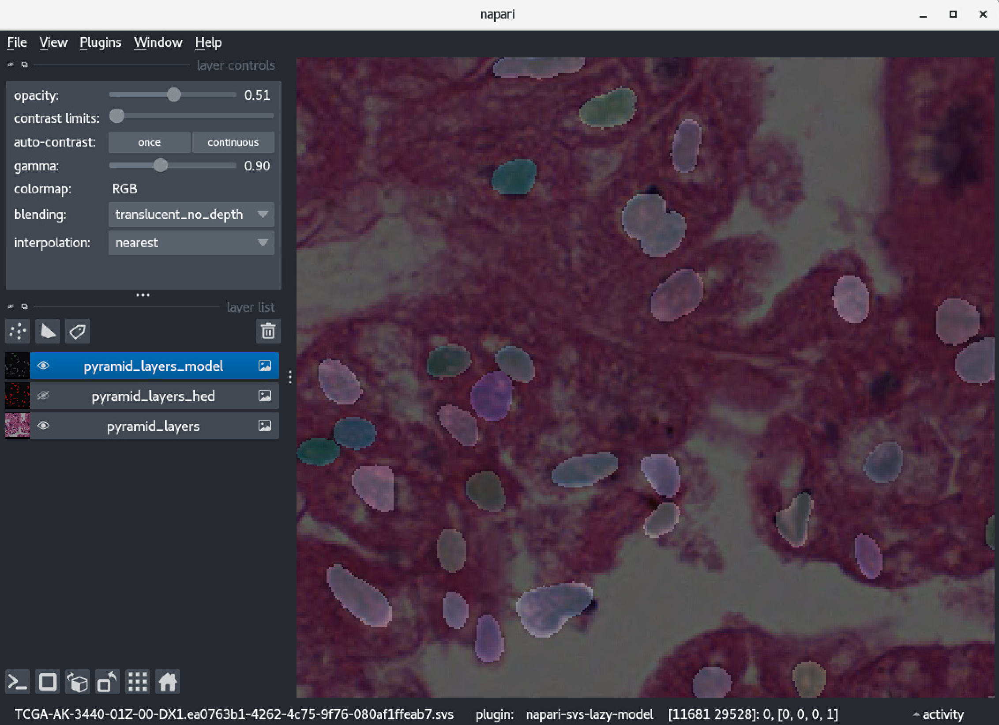 napari
File View Plugins Window Help
layer controls
opacity: 0.51
contrast limits:
auto-contrast: once continuous
gamma: 0.90
colormap: RGB
blending: translucent_no_depth
interpolation: nearest
layer list
pyramid_layers_model
pyramid_layers_hed
pyramid_layers
TCGA-AK-3440-01Z-00-DX1.ea0763b1-4262-4c75-9f76-080af1ffeab7.svs plugin: napari-svs-lazy-model [11681 29528]: 0, [0, 0, 0, 1] activity